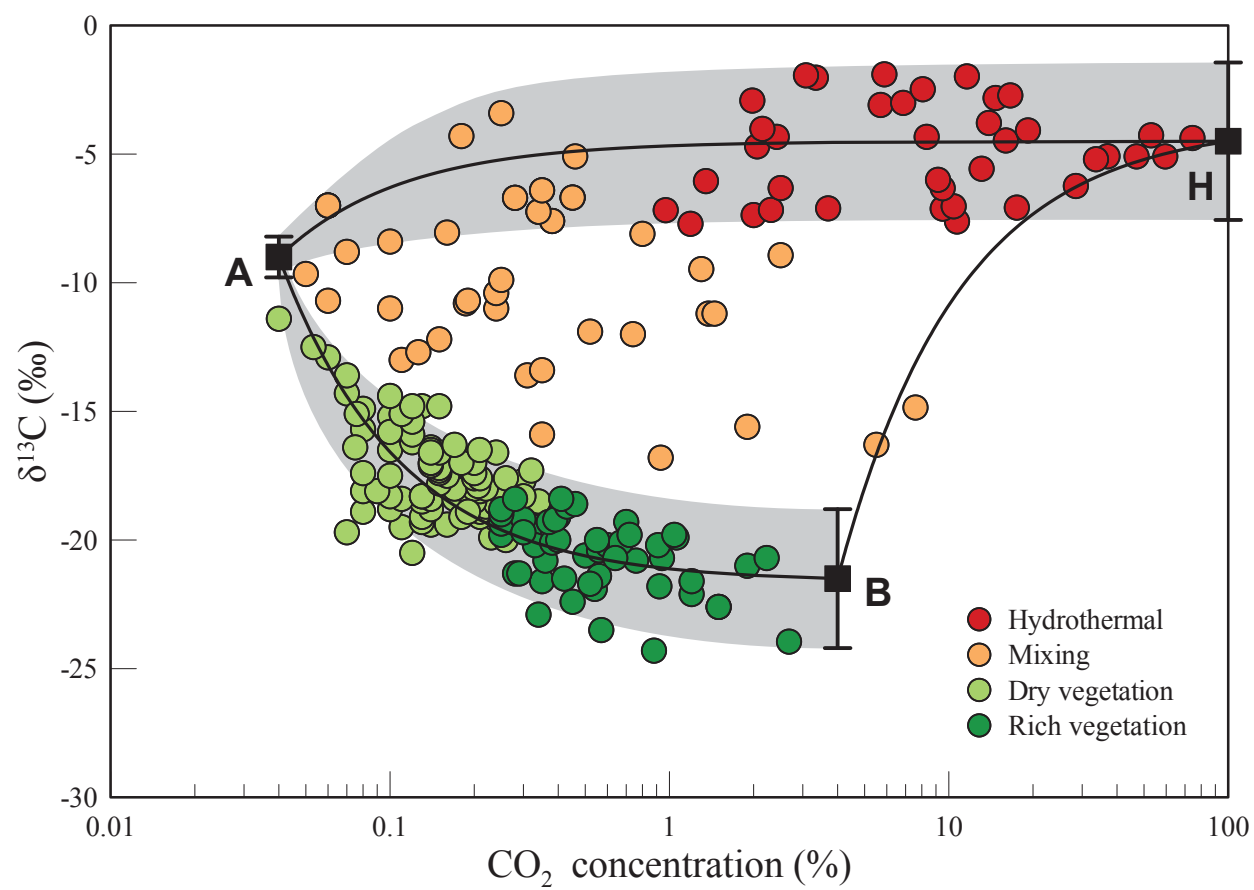 0
-5
-10
-15
-20
-25
-30
δ¹³C (‰)
A
H
B
Hydrothermal
Mixing
Dry vegetation
Rich vegetation
0.01 0.1 1 10 100
CO₂ concentration (%)